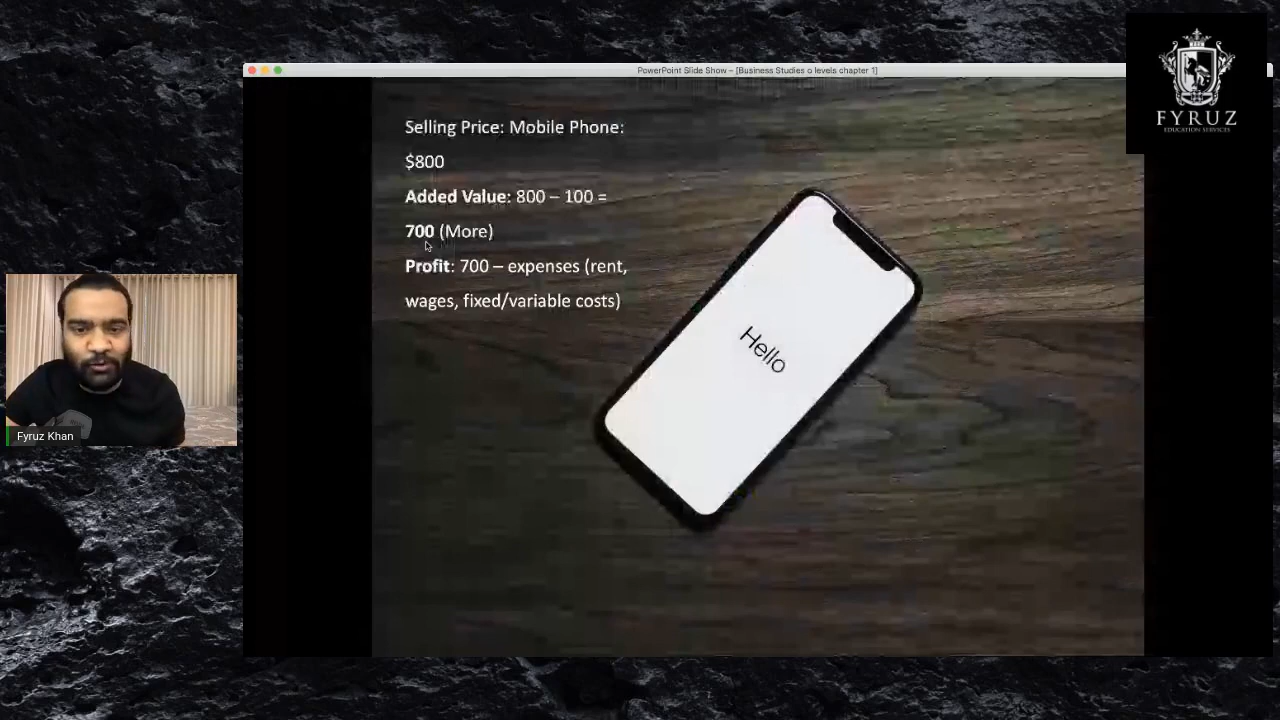 PowerPoint Slide Show - [Business Studies o levels chapter 1]
FYRUZ
EDUCATION SERVICES
Selling Price: Mobile Phone:
$800
Added Value: 800 – 100 =
700 (More)
Profit: 700 – expenses (rent,
wages, fixed/variable costs)
Hello
Fyruz Khan